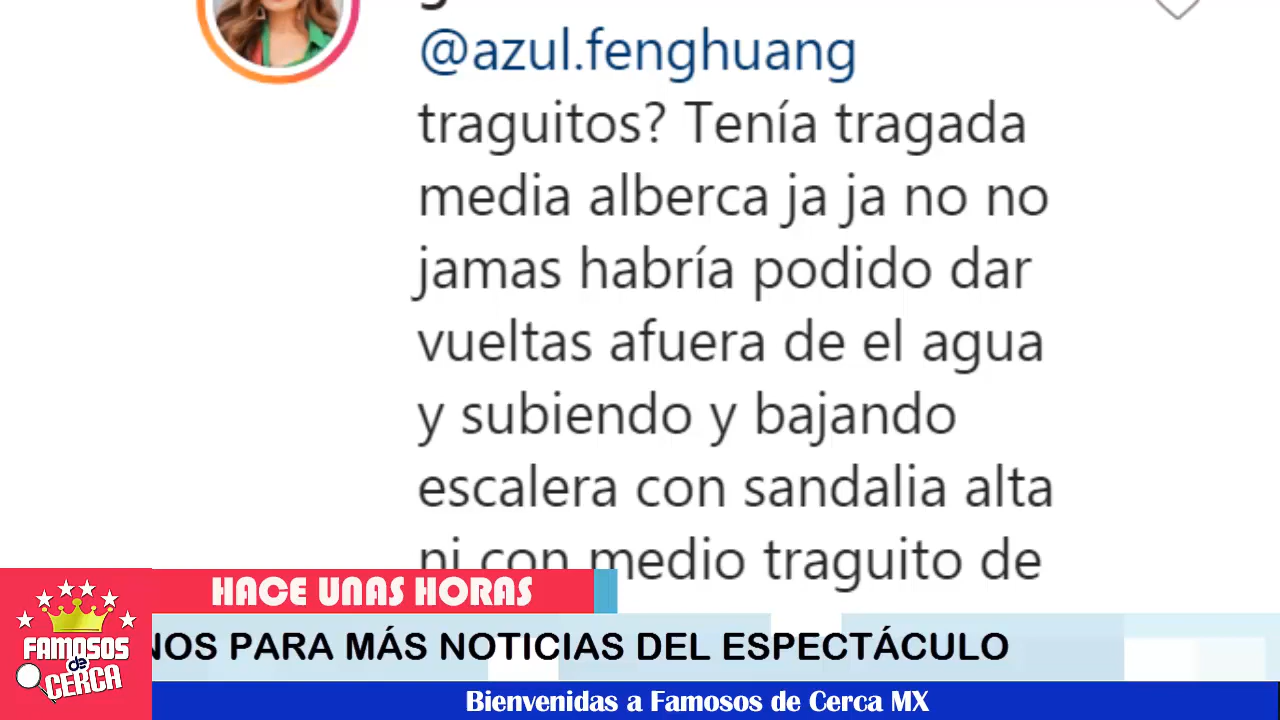 @azul.fenghuang
traguitos? Tenía tragada
media alberca ja ja no no
jamas habría podido dar
vueltas afuera de el agua
y subiendo y bajando
escalera con sandalia alta
ni con medio traguito de
HACE UNAS HORAS
NOS PARA MÁS NOTICIAS DEL ESPECTÁCULO
FAMOSOS
de
CERCA
Bienvenidas a Famosos de Cerca MX